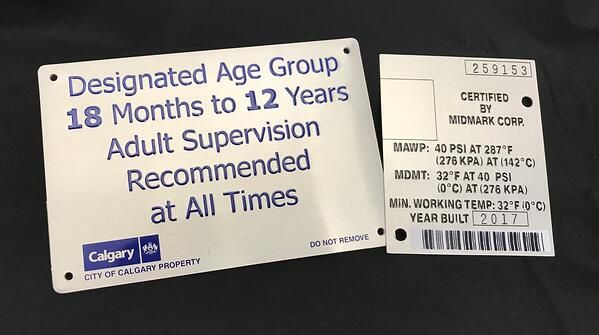 Designated Age Group
18 Months to 12 Years
Adult Supervision
Recommended
at All Times
Calgary
CITY OF CALGARY PROPERTY
DO NOT REMOVE
259153
CERTIFIED
BY
MIDMARK CORP.
MAWP: 40 PSI AT 287°F
(276 KPA) AT (142°C)
MDMT: 32°F AT 40 PSI
(0°C) AT (276 KPA)
MIN. WORKING TEMP: 32°F (0°C)
YEAR BUILT 2017